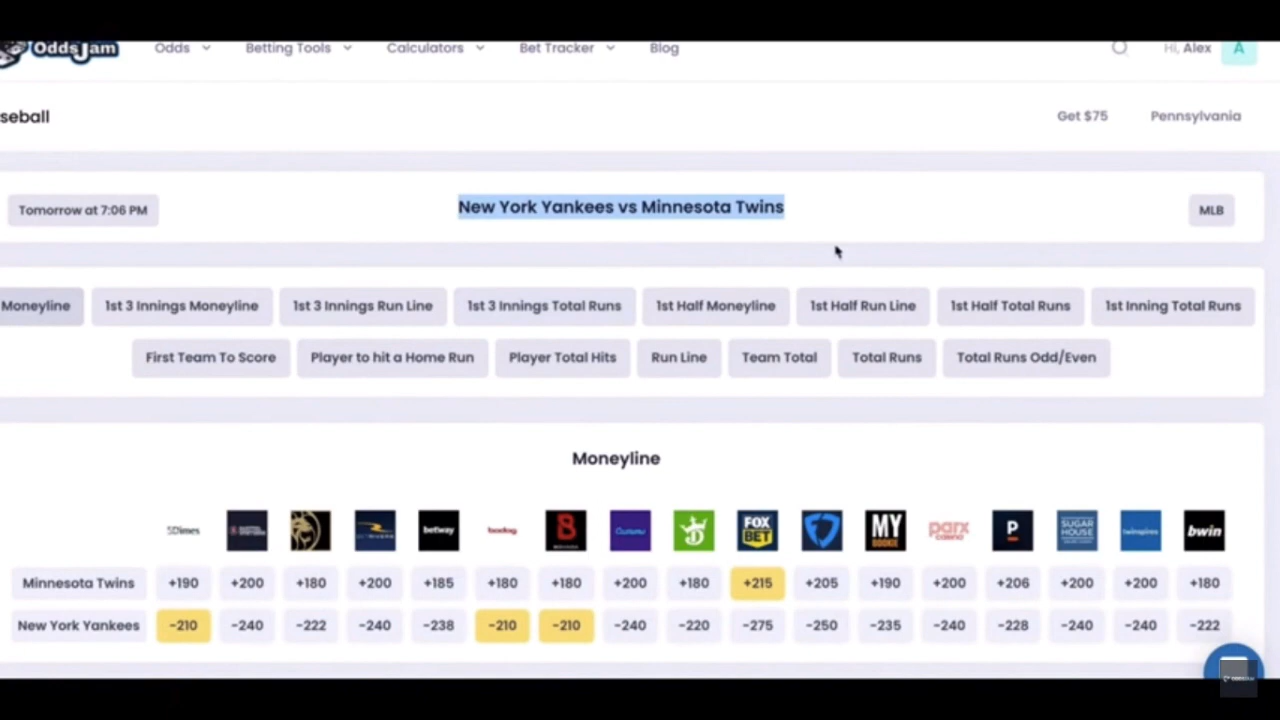 OddsJam Odds Betting Tools Calculators Bet Tracker Blog Hi, Alex A
seball Get $75 Pennsylvania
Tomorrow at 7:06 PM New York Yankees vs Minnesota Twins MLB
Moneyline 1st 3 Innings Moneyline 1st 3 Innings Run Line 1st 3 Innings Total Runs 1st Half Moneyline 1st Half Run Line 1st Half Total Runs 1st Inning Total Runs
First Team To Score Player to hit a Home Run Player Total Hits Run Line Team Total Total Runs Total Runs Odd/Even
Moneyline
5Dimes betway bodog B FOX BET MY BOOKIE parx casino P SUGAR HOUSE twinspires bwin
Minnesota Twins +190 +200 +180 +200 +185 +180 +180 +200 +180 +215 +205 +190 +200 +206 +200 +200 +180
New York Yankees -210 -240 -222 -240 -238 -210 -210 -240 -220 -275 -250 -235 -240 -228 -240 -240 -222